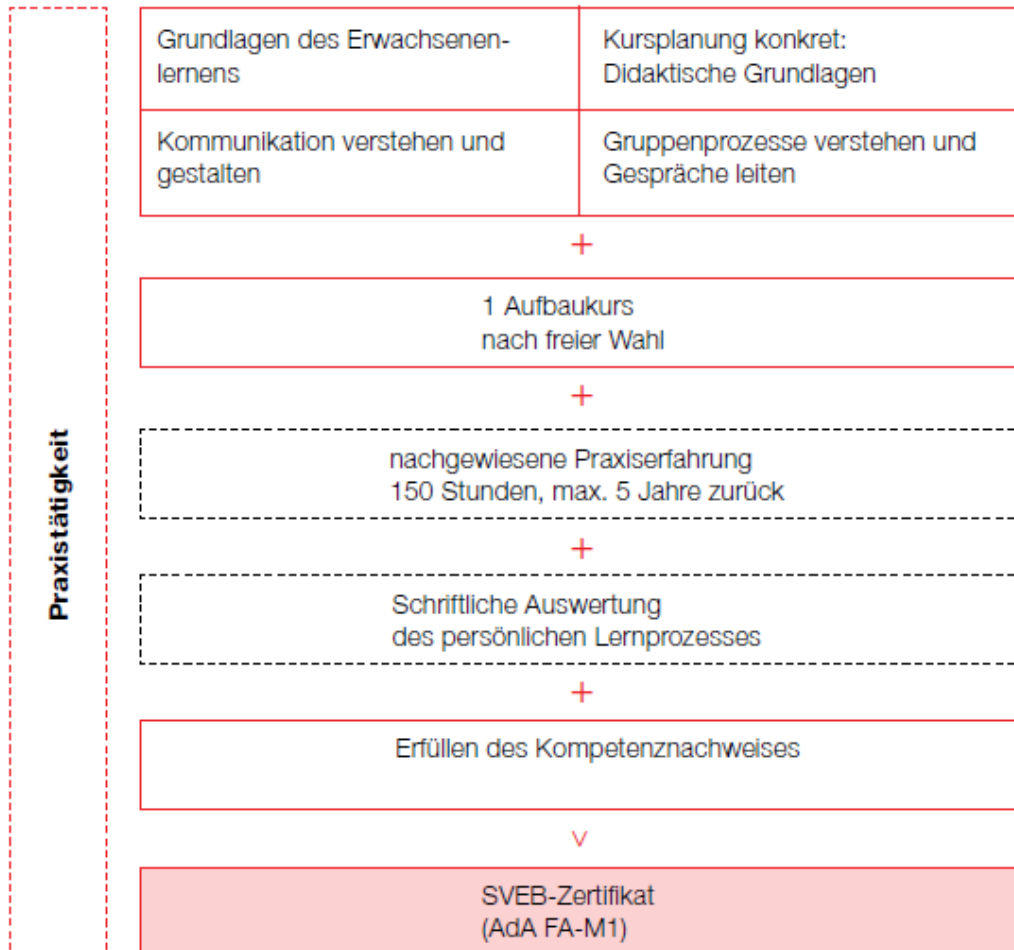 Grundlagen des Erwachsenen-
lernens
Kursplanung konkret:
Didaktische Grundlagen
Kommunikation verstehen und
gestalten
Gruppenprozesse verstehen und
Gespräche leiten
+
1 Aufbaukurs
nach freier Wahl
+
nachgewiesene Praxiserfahrung
150 Stunden, max. 5 Jahre zurück
+
Schriftliche Auswertung
des persönlichen Lernprozesses
+
Erfüllen des Kompetenznachweises
SVEB-Zertifikat
(AdA FA-M1)
Praxistätigkeit